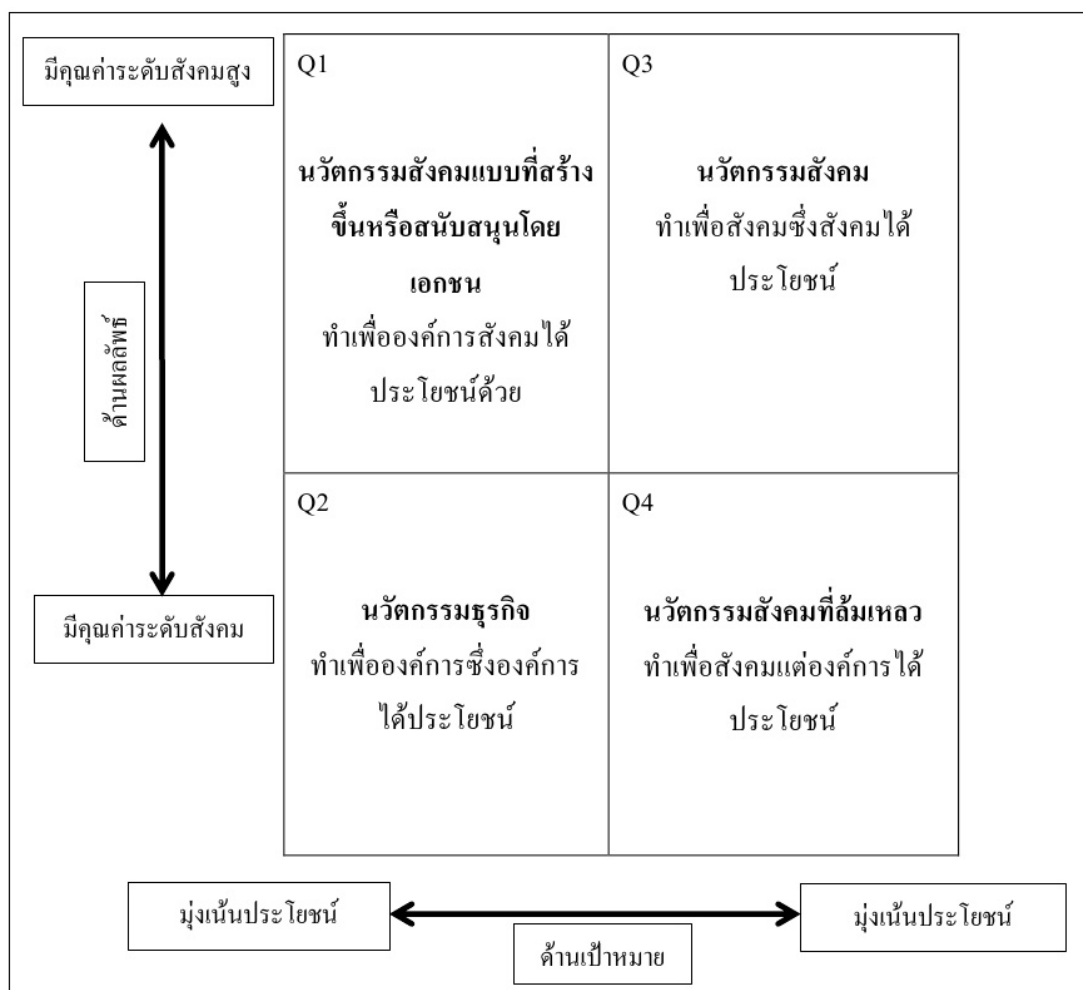 มีคุณค่าระดับสังคมสูง
ด้านผลลัพธ์
มีคุณค่าระดับสังคม
Q1
นวัตกรรมสังคมแบบที่สร้าง
ขึ้นหรือสนับสนุนโดย
เอกชน
ทำเพื่อองค์การสังคมได้
ประโยชน์ด้วย
Q3
นวัตกรรมสังคม
ทำเพื่อสังคมซึ่งสังคมได้
ประโยชน์
Q2
นวัตกรรมธุรกิจ
ทำเพื่อองค์การซึ่งองค์การ
ได้ประโยชน์
Q4
นวัตกรรมสังคมที่ล้มเหลว
ทำเพื่อสังคมแต่องค์การได้
ประโยชน์
มุ่งเน้นประโยชน์
ด้านเป้าหมาย
มุ่งเน้นประโยชน์